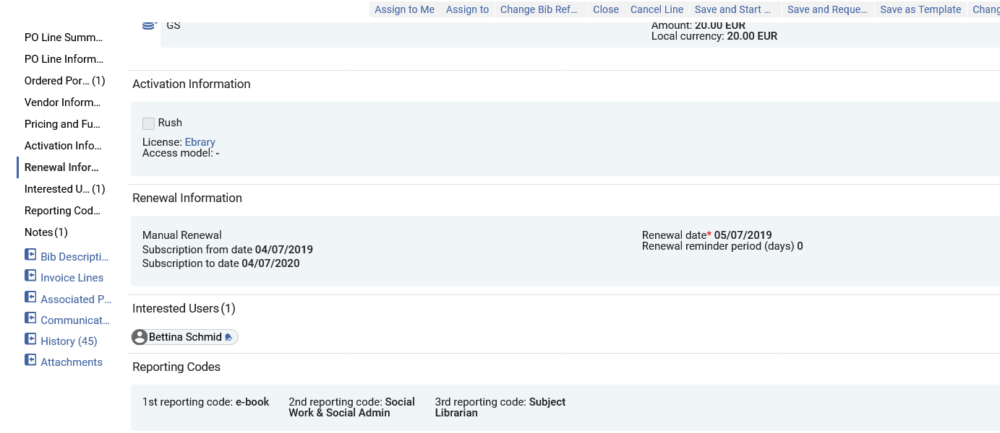 Assign to Me Assign to Change Bib Ref... Close Cancel Line Save and Start ... Save and Reque... Save as Template Chang
GS
Amount: 20.00 EUR
Local currency: 20.00 EUR
PO Line Summ...
PO Line Inform...
Ordered Por... (1)
Vendor Inform...
Pricing and Fu...
Activation Info...
Renewal Infor...
Interested U... (1)
Reporting Cod...
Notes (1)
Bib Descripti...
Invoice Lines
Associated P...
Communicat...
History (45)
Attachments
Activation Information
Rush
License: Ebrary
Access model: -
Renewal Information
Manual Renewal
Subscription from date 04/07/2019
Subscription to date 04/07/2020
Renewal date* 05/07/2019
Renewal reminder period (days) 0
Interested Users (1)
Bettina Schmid
Reporting Codes
1st reporting code: e-book
2nd reporting code: Social
Work & Social Admin
3rd reporting code: Subject
Librarian